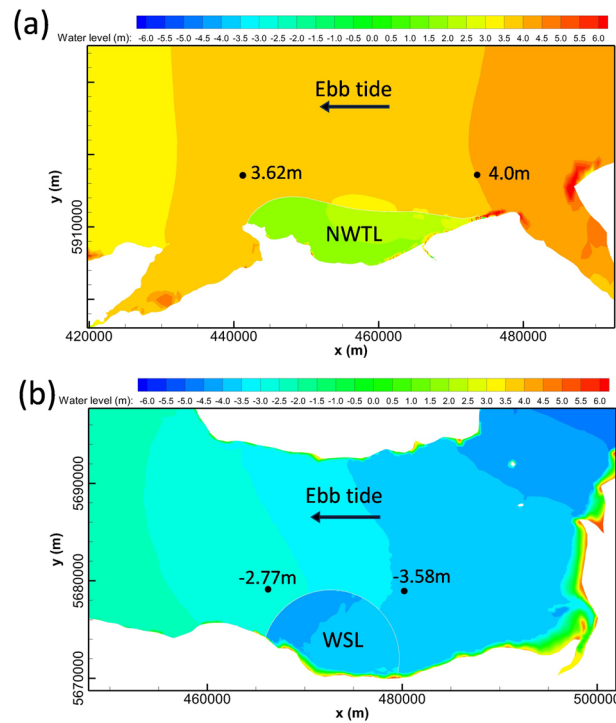 (a)
Water level (m): -6.0 -5.5 -5.0 -4.5 -4.0 -3.5 -3.0 -2.5 -2.0 -1.5 -1.0 -0.5 0.0 0.5 1.0 1.5 2.0 2.5 3.0 3.5 4.0 4.5 5.0 5.5 6.0
Ebb tide
3.62m
4.0m
NWTL
y (m)
5910000
420000 440000 460000 480000
x (m)
(b)
Water level (m): -6.0 -5.5 -5.0 -4.5 -4.0 -3.5 -3.0 -2.5 -2.0 -1.5 -1.0 -0.5 0.0 0.5 1.0 1.5 2.0 2.5 3.0 3.5 4.0 4.5 5.0 5.5 6.0
Ebb tide
-2.77m
-3.58m
WSL
y (m)
5690000
5680000
5670000
460000 480000 500000
x (m)